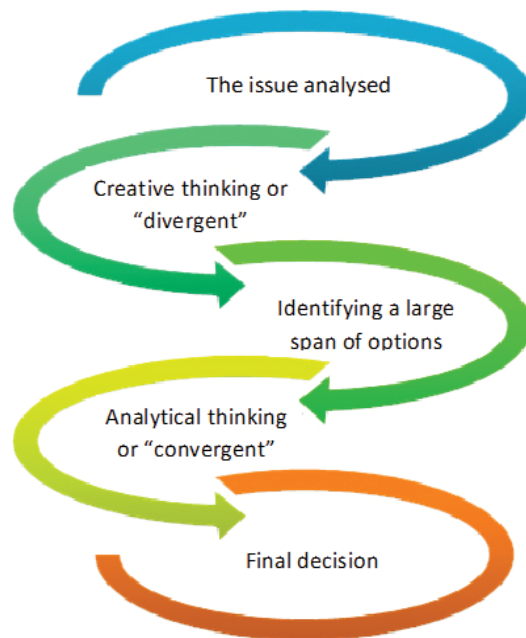 The issue analysed
Creative thinking or
“divergent”
Identifying a large
span of options
Analytical thinking
or “convergent”
Final decision